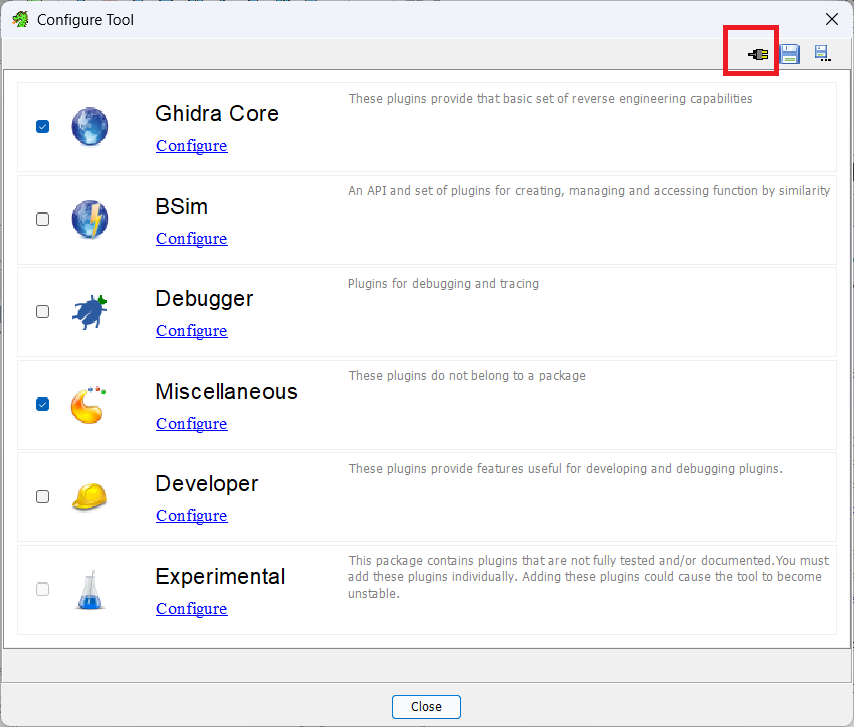 Configure Tool
Ghidra Core
Configure
These plugins provide that basic set of reverse engineering capabilities
BSim
Configure
An API and set of plugins for creating, managing and accessing function by similarity
Debugger
Configure
Plugins for debugging and tracing
Miscellaneous
Configure
These plugins do not belong to a package
Developer
Configure
These plugins provide features useful for developing and debugging plugins.
Experimental
Configure
This package contains plugins that are not fully tested and/or documented.You must
add these plugins individually. Adding these plugins could cause the tool to become
unstable.
Close